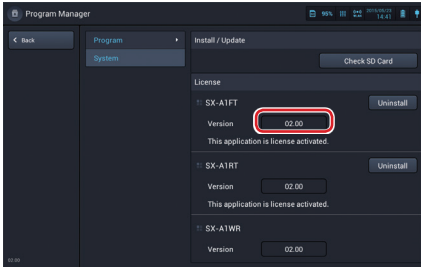 Program Manager
95%
2015/05/22
14:41
Back
Program
System
Install / Update
Check SD Card
License
SX-A1FT
Uninstall
Version
02.00
This application is license activated.
SX-A1RT
Uninstall
Version
02.00
This application is license activated.
SX-A1WR
Version
02.00
02.00